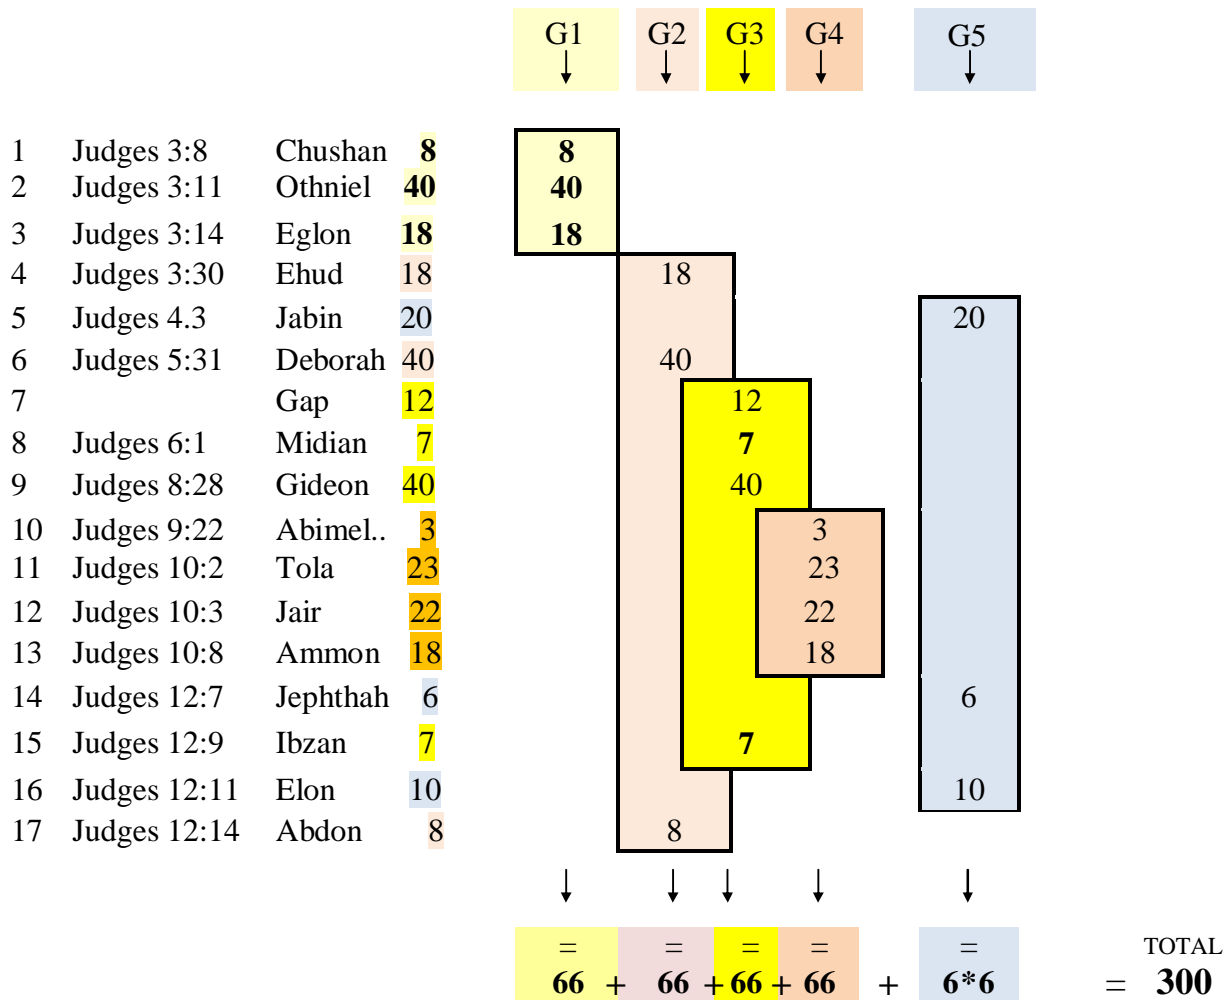 G1 G2 G3 G4 G5
↓ ↓ ↓ ↓ ↓
1 Judges 3:8 Chushan 8 8
2 Judges 3:11 Othniel 40 40
3 Judges 3:14 Eglon 18 18
4 Judges 3:30 Ehud 18 18
5 Judges 4.3 Jabin 20 20
6 Judges 5:31 Deborah 40 40
7 Gap 12 12
8 Judges 6:1 Midian 7 7
9 Judges 8:28 Gideon 40 40
10 Judges 9:22 Abimel.. 3 3
11 Judges 10:2 Tola 23 23
12 Judges 10:3 Jair 22 22
13 Judges 10:8 Ammon 18 18
14 Judges 12:7 Jephthah 6 6
15 Judges 12:9 Ibzan 7 7
16 Judges 12:11 Elon 10 10
17 Judges 12:14 Abdon 8 8
↓ ↓ ↓ ↓ ↓
= = = = = TOTAL
66 + 66 + 66 + 66 + 6*6 = 300